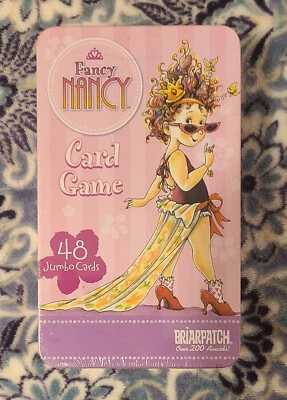 Fancy
NANCY
Card
Game
48
Jumbo Cards
BRIARPATCH
Over 200 Awards!